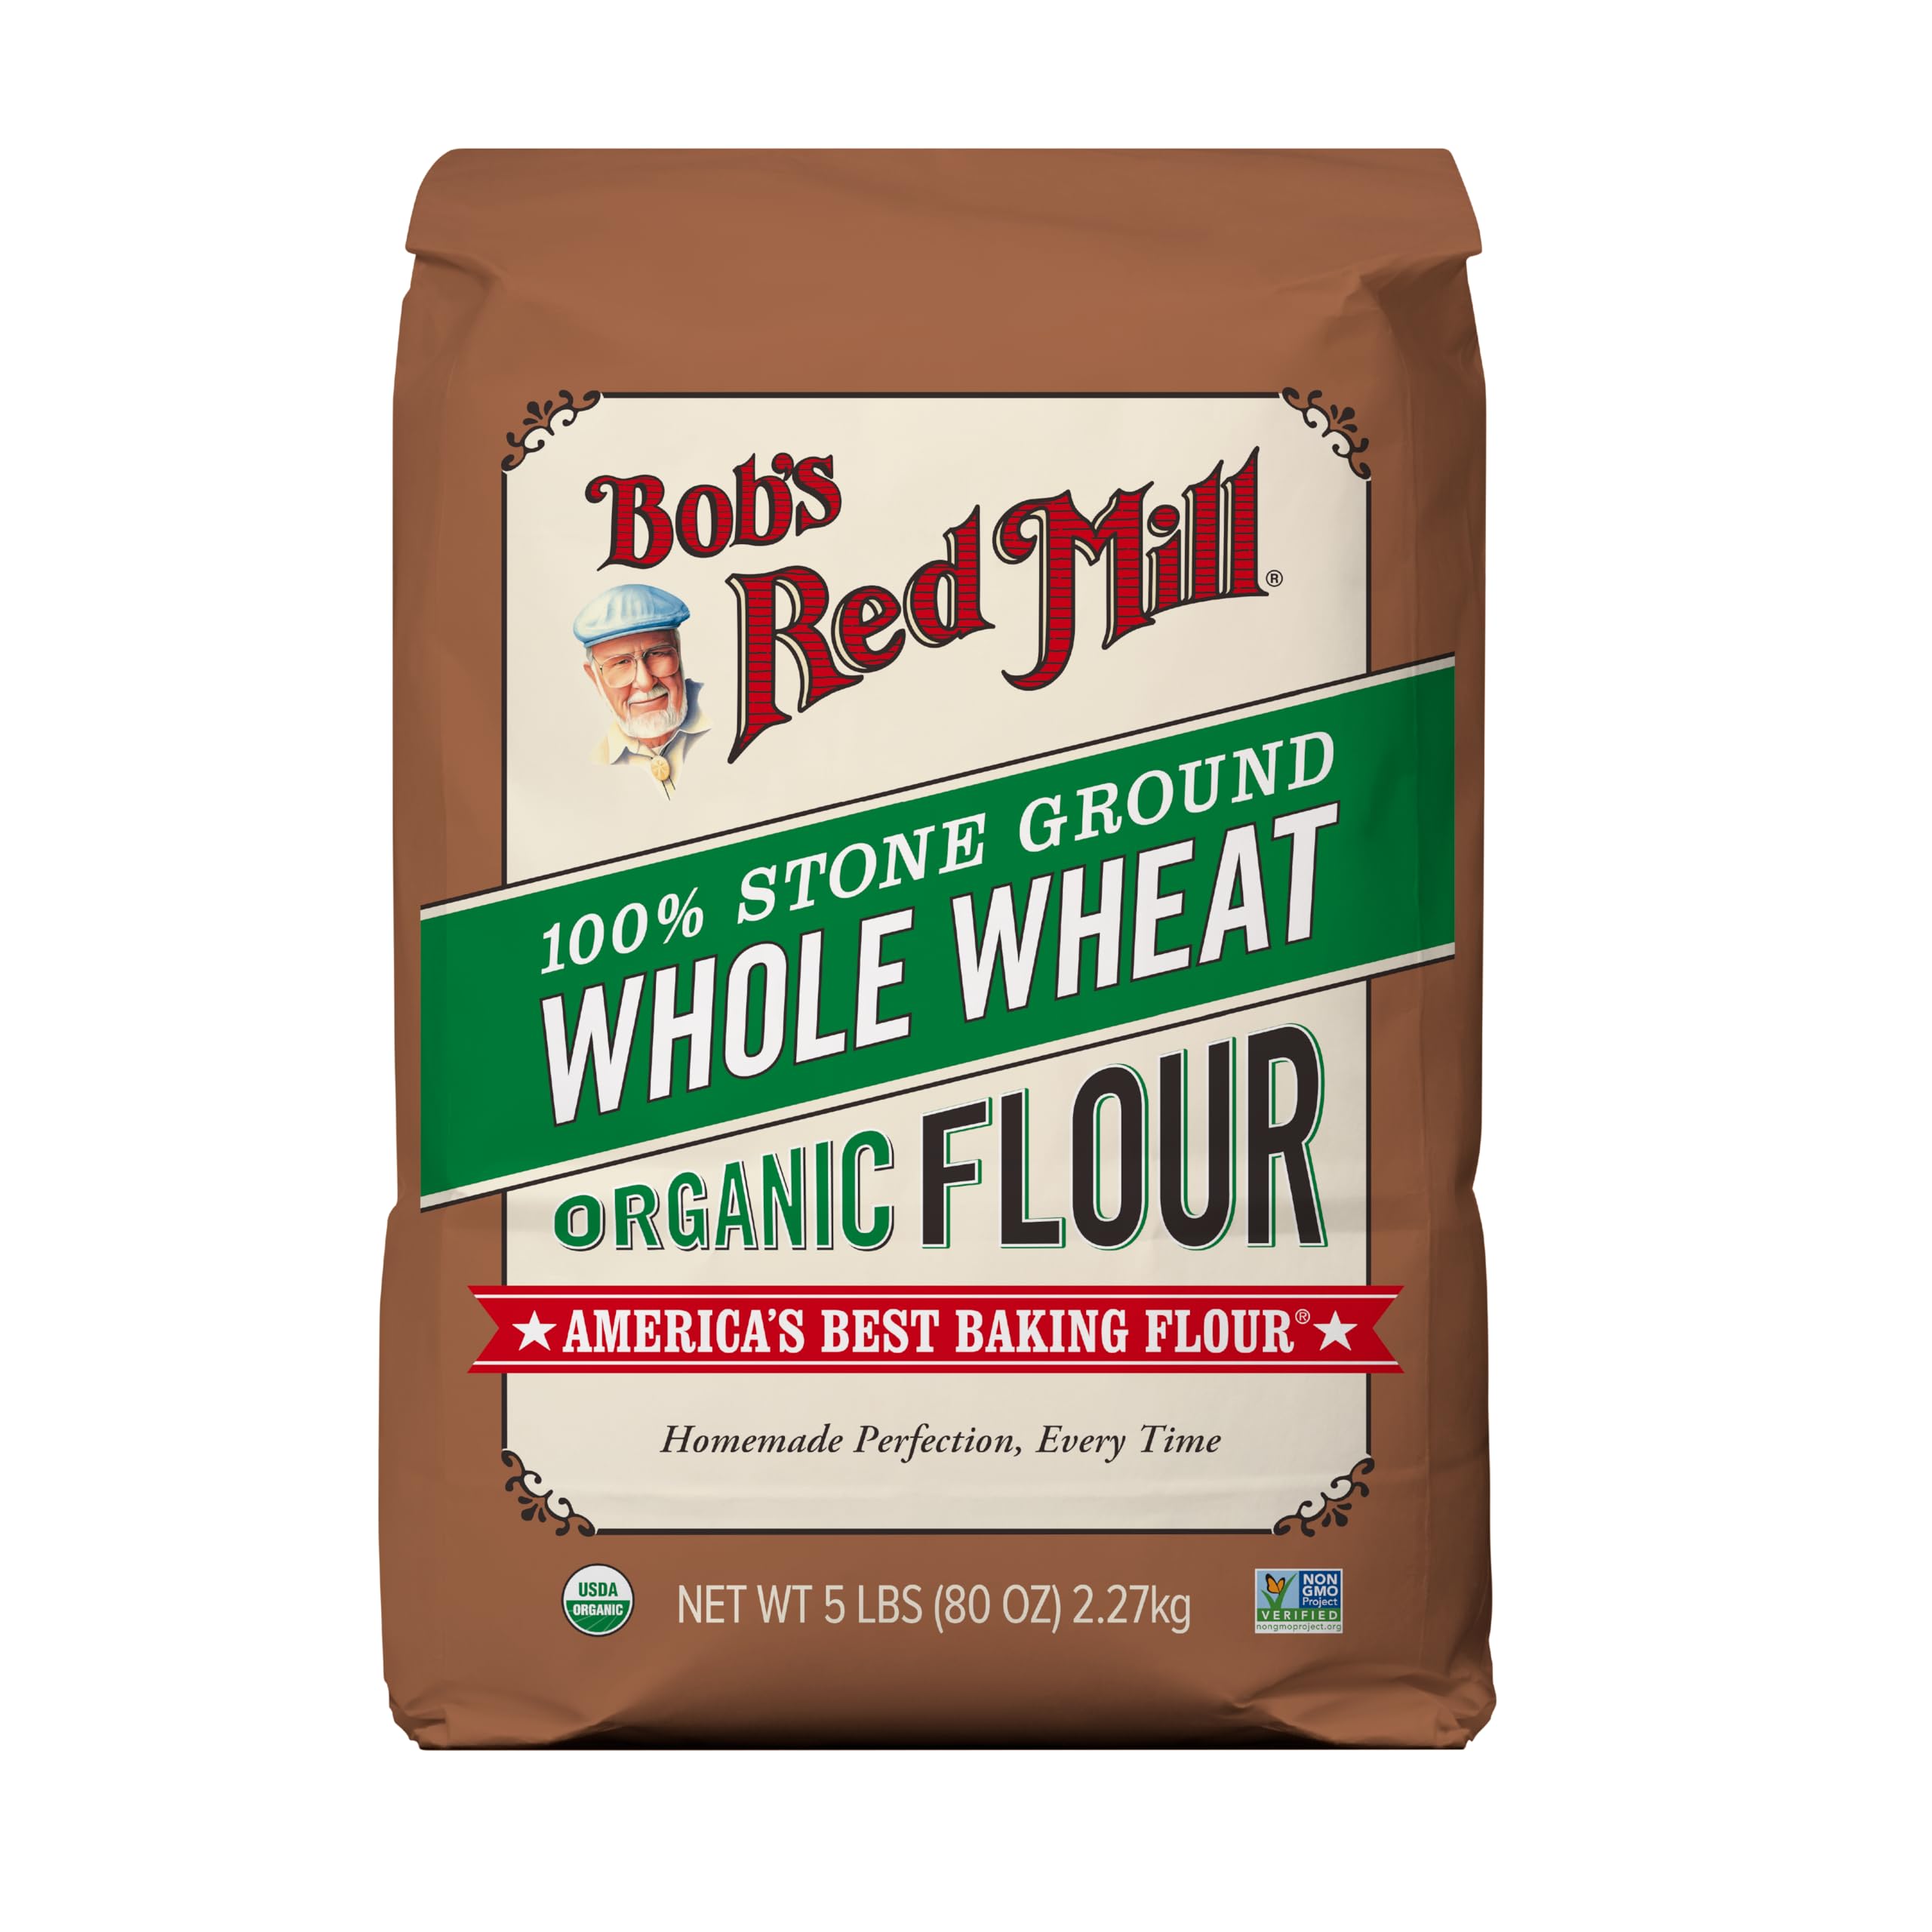 Bob's
Red Mill®
100% STONE GROUND
WHOLE WHEAT
ORGANIC FLOUR
★AMERICA'S BEST BAKING FLOUR®★
Homemade Perfection, Every Time
USDA
ORGANIC
NET WT 5 LBS (80 OZ) 2.27kg
NON
GMO
Project
VERIFIED
nongmoproject.org